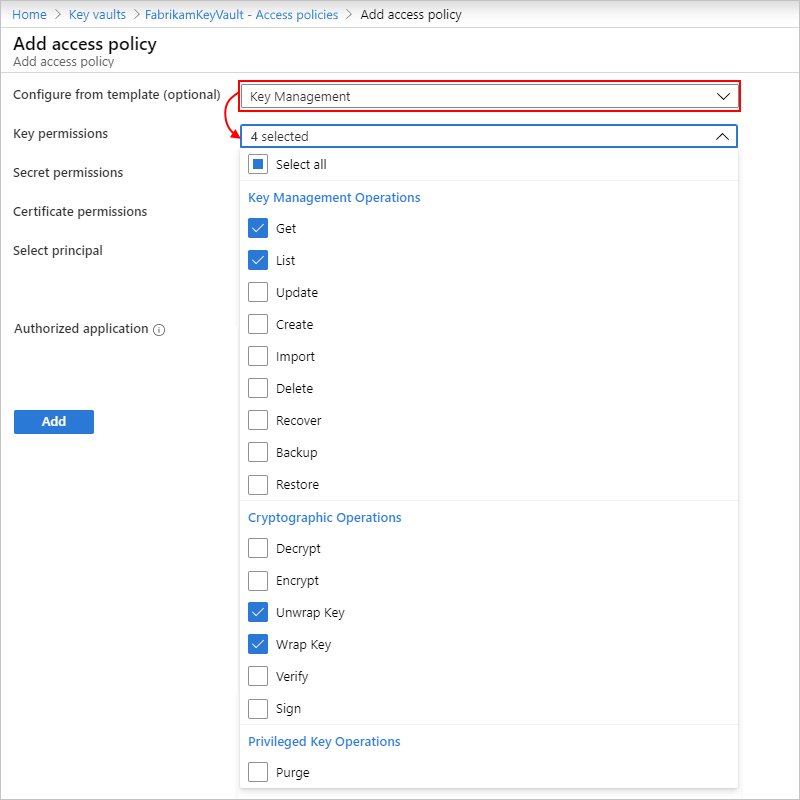 Home > Key vaults > FabrikamKeyVault - Access policies > Add access policy
Add access policy
Add access policy
Configure from template (optional)
Key Management
Key permissions
4 selected
Secret permissions
Certificate permissions
Select principal
Authorized application
Add
Select all
Key Management Operations
Get
List
Update
Create
Import
Delete
Recover
Backup
Restore
Cryptographic Operations
Decrypt
Encrypt
Unwrap Key
Wrap Key
Verify
Sign
Privileged Key Operations
Purge